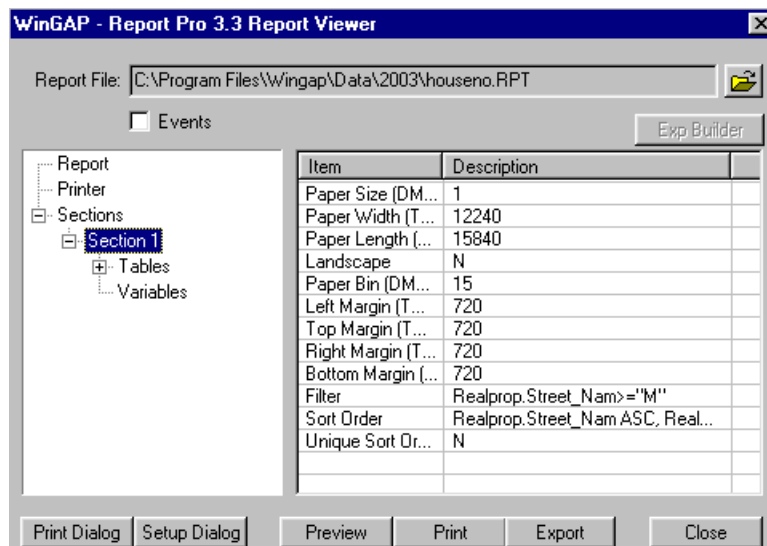 WinGAP - Report Pro 3.3 Report Viewer
Report File: C:\Program Files\Wingap\Data\2003\houseno.RPT
Events
Exp Builder
Report
Printer
Sections
Section 1
Tables
Variables
Item Description
Paper Size (DM... 1
Paper Width (T... 12240
Paper Length (... 15840
Landscape N
Paper Bin (DM... 15
Left Margin (T... 720
Top Margin (T... 720
Right Margin (T... 720
Bottom Margin (... 720
Filter Realprop.Street_Nam>="M"
Sort Order Realprop.Street_Nam ASC, Real...
Unique Sort Or... N
Print Dialog Setup Dialog Preview Print Export Close